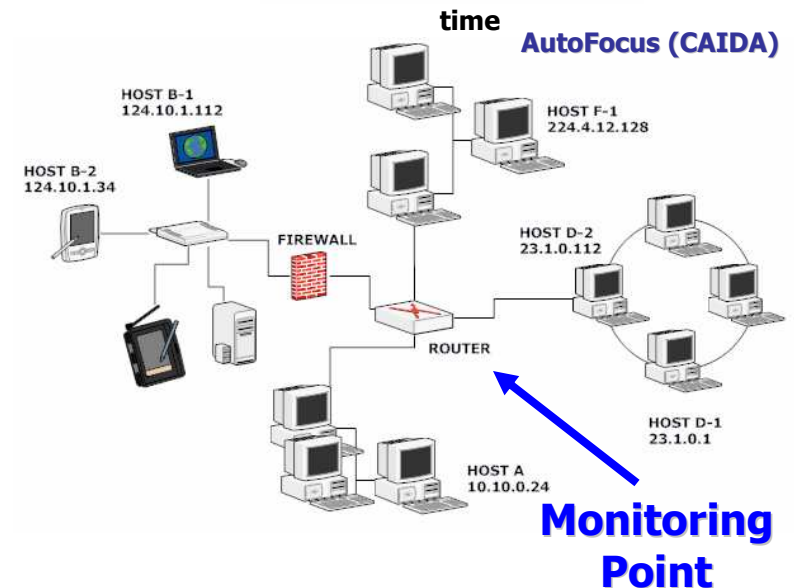 time
AutoFocus (CAIDA)
HOST B-1
124.10.1.112
HOST F-1
224.4.12.128
HOST B-2
124.10.1.34
FIREWALL
HOST D-2
23.1.0.112
ROUTER
HOST D-1
23.1.0.1
HOST A
10.10.0.24
Monitoring
Point